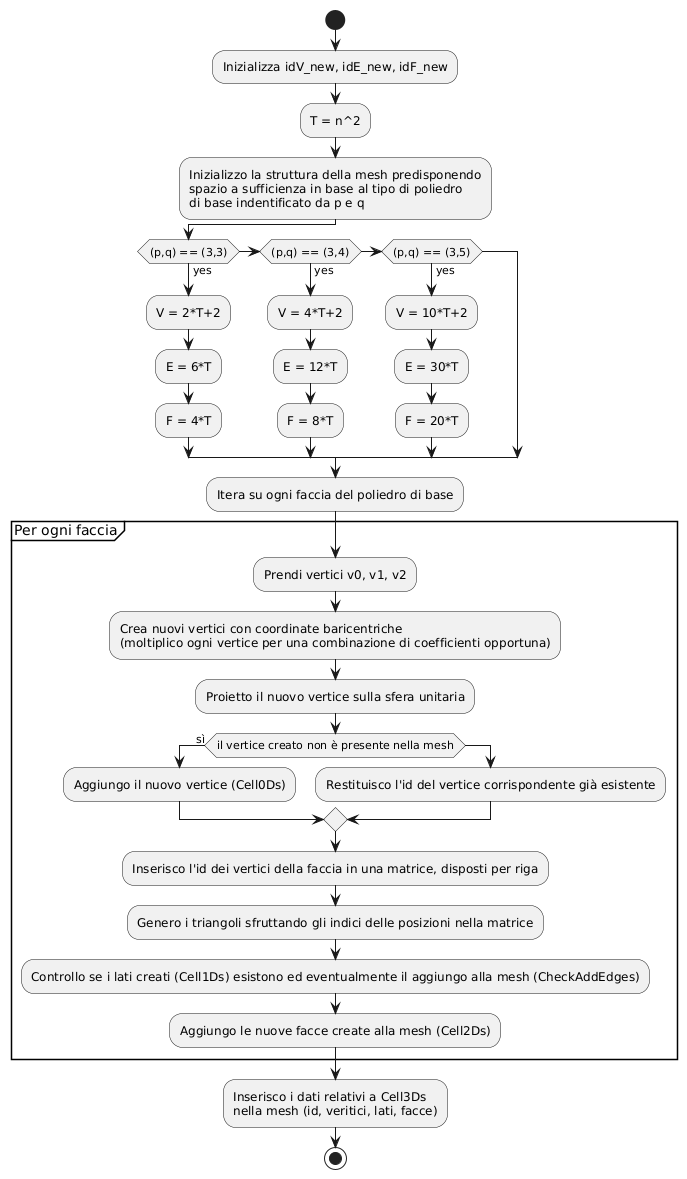 Inizializza idV_new, idE_new, idF_new
T = n^2
Inizializzo la struttura della mesh predisponendo
spazio a sufficienza in base al tipo di poliedro
di base indentificato da p e q
(p,q) == (3,3)
(p,q) == (3,4)
(p,q) == (3,5)
yes
yes
yes
V = 2*T+2
V = 4*T+2
V = 10*T+2
E = 6*T
E = 12*T
E = 30*T
F = 4*T
F = 8*T
F = 20*T
Itera su ogni faccia del poliedro di base
Per ogni faccia
Prendi vertici v0, v1, v2
Crea nuovi vertici con coordinate baricentriche
(moltiplico ogni vertice per una combinazione di coefficienti opportuna)
Proietto il nuovo vertice sulla sfera unitaria
sì
il vertice creato non è presente nella mesh
Aggiungo il nuovo vertice (Cell0Ds)
Restituisco l'id del vertice corrispondente già esistente
Inserisco l'id dei vertici della faccia in una matrice, disposti per riga
Genero i triangoli sfruttando gli indici delle posizioni nella matrice
Controllo se i lati creati (Cell1Ds) esistono ed eventualmente il aggiungo alla mesh (CheckAddEdges)
Aggiungo le nuove facce create alla mesh (Cell2Ds)
Inserisco i dati relativi a Cell3Ds
nella mesh (id, veritici, lati, facce)